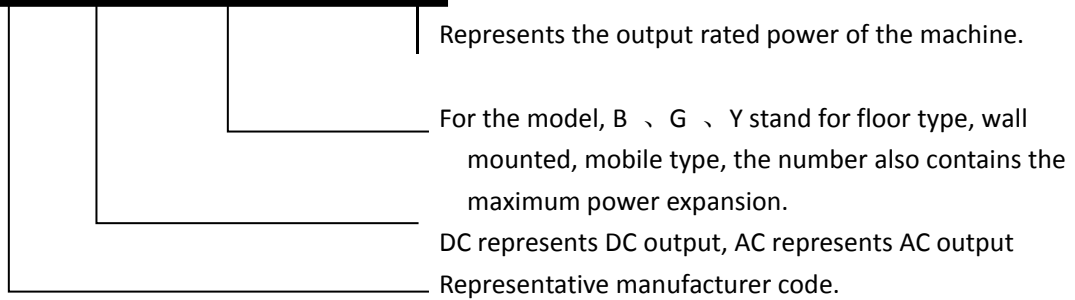 Represents the output rated power of the machine.
For the model, B 、 G 、 Y stand for floor type, wall
mounted, mobile type, the number also contains the
maximum power expansion.
DC represents DC output, AC represents AC output
Representative manufacturer code.